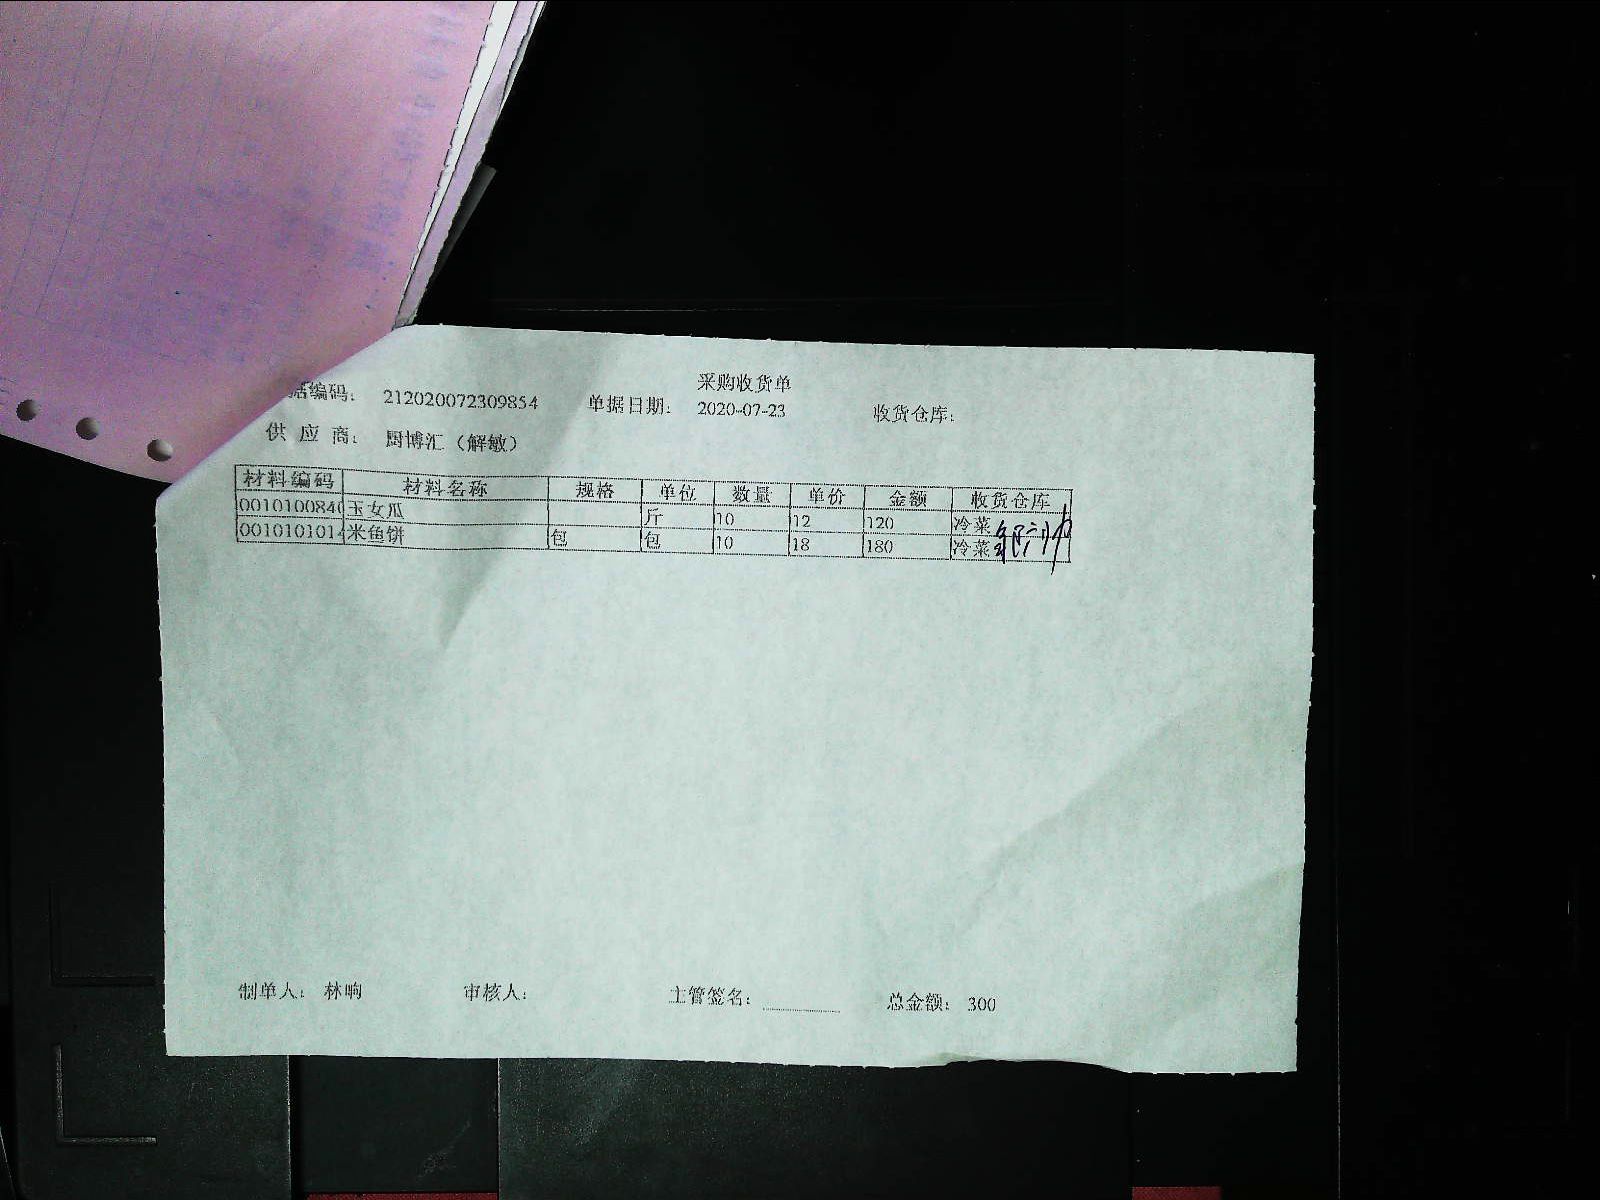 采购收货单
据编码： 212020072309854 单据日期： 2020-07-23 收货仓库：
供 应 商： 厨博汇（解敏）
材料编码 材料名称 规格 单位 数量 单价 金额 收货仓库
001010084 玉女瓜 斤 10 12 120 冷菜
001010101 米鱼饼 包 包 10 18 180 冷菜
制单人： 林晌 审核人： 主管签名： 总金额： 300